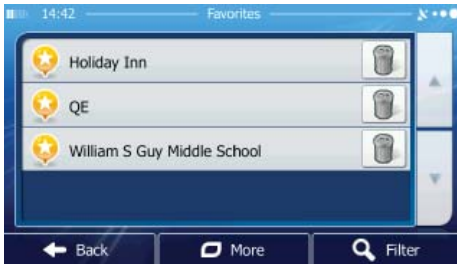 14:42 Favorites
Holiday Inn
QE
William S Guy Middle School
Back More Filter